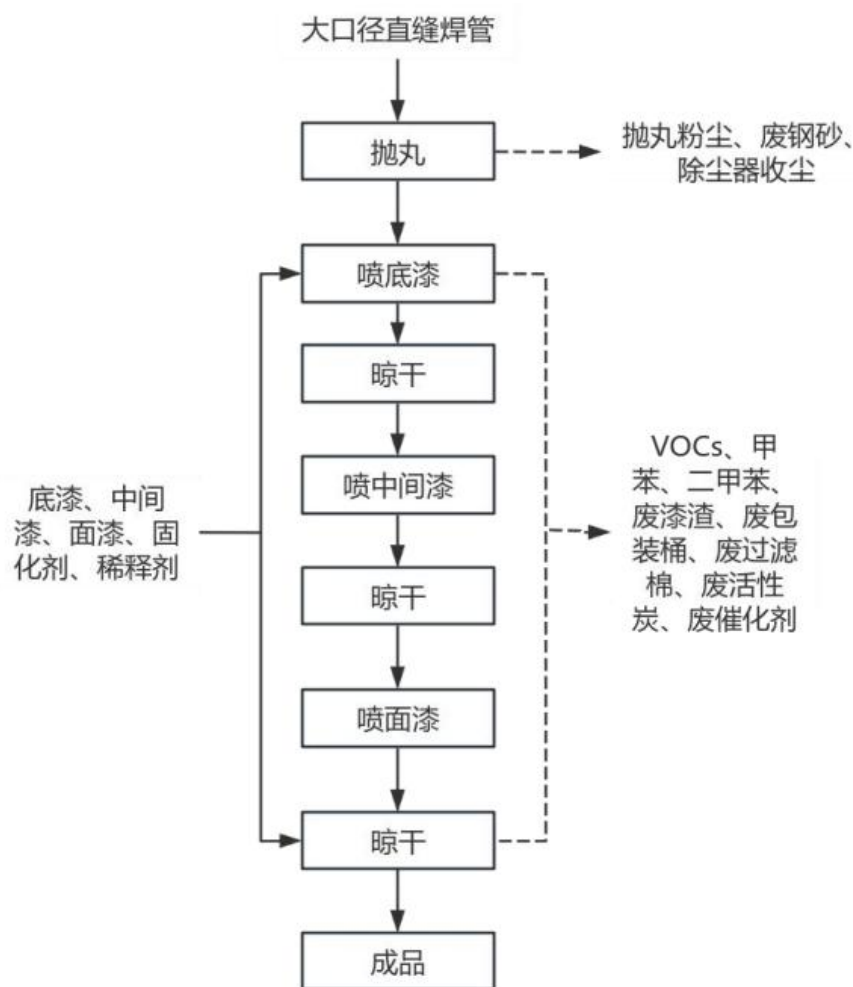 大口径直缝焊管
抛丸
抛丸粉尘、废钢砂、
除尘器收尘
喷底漆
晾干
喷中间漆
底漆、中间
漆、面漆、固
化剂、稀释剂
VOCs、甲
苯、二甲苯、
废漆渣、废包
装桶、废过滤
棉、废活性
炭、废催化剂
晾干
喷面漆
晾干
成品